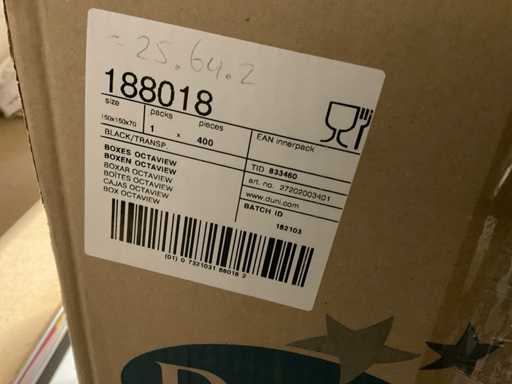 - 25.64.2
188018
size packs pieces
150x150x70 1 x 400
EAN innerpack
BLACK/TRANSP
BOXES OCTAVIEW
BOXEN OCTAVIEW
BOXAR OCTAVIEW
BOÎTES OCTAVIEW
CAJAS OCTAVIEW
BOX OCTAVIEW
TID 833460
art. no. 27202003401
www.duni.com
BATCH ID
182103
(01) 0 7321031 88018 2